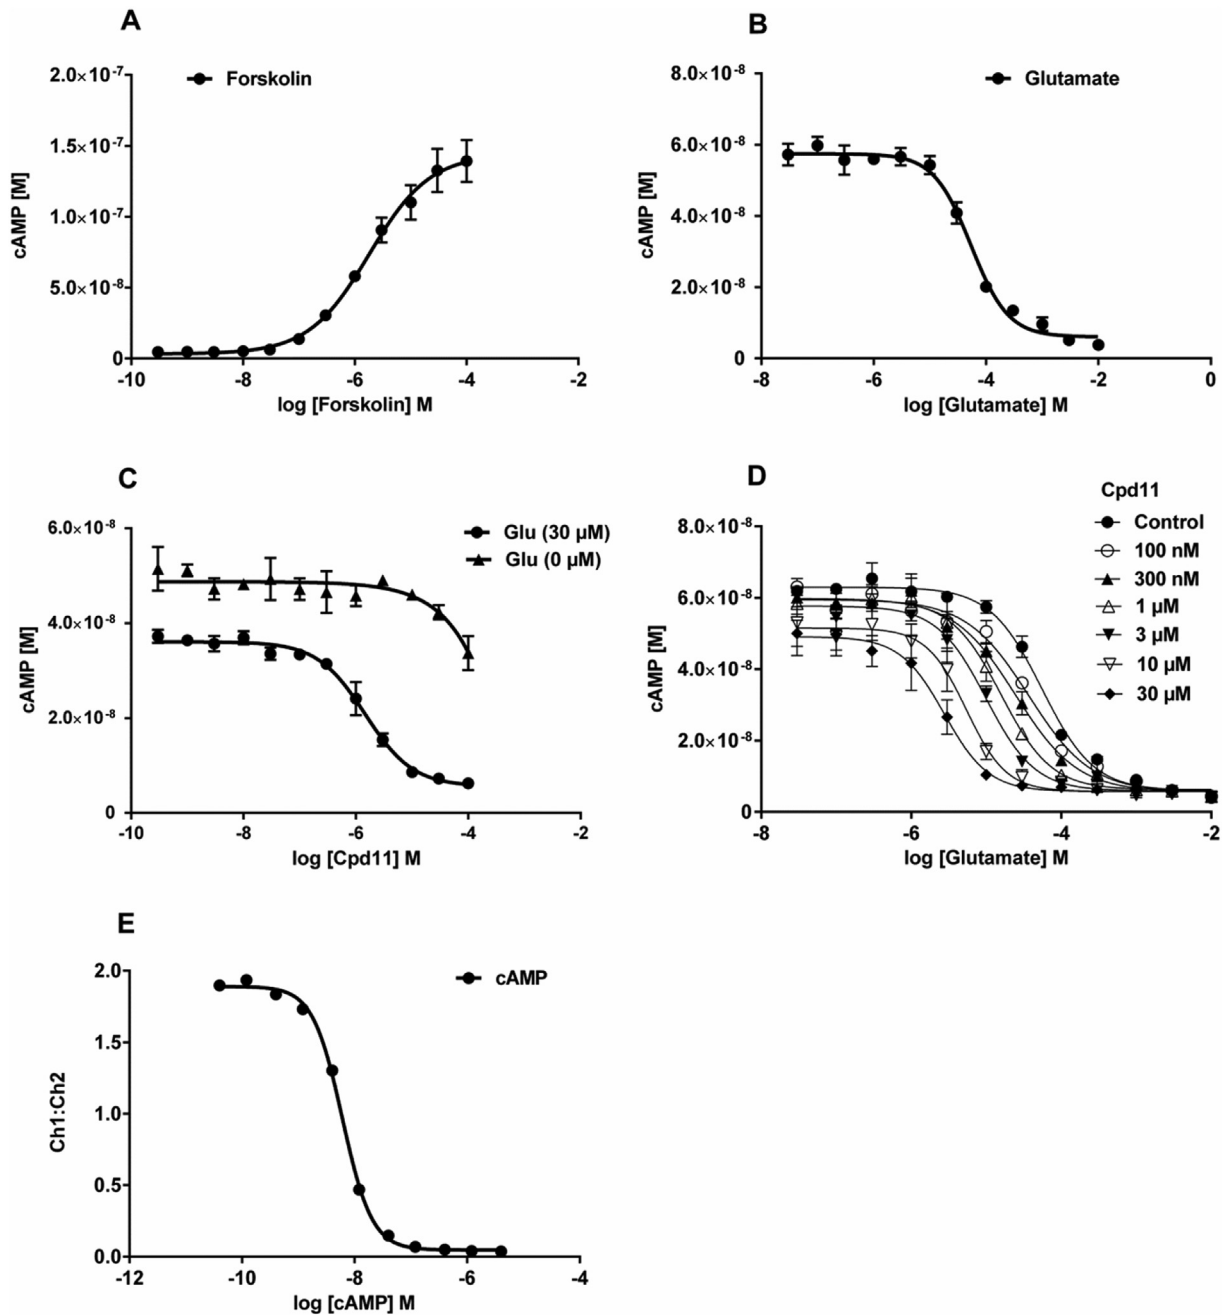 A
Forskolin
2.0×10⁻⁷
1.5×10⁻⁷
1.0×10⁻⁷
5.0×10⁻⁸
0
cAMP [M]
-10 -8 -6 -4 -2
log [Forskolin] M
B
Glutamate
8.0×10⁻⁸
6.0×10⁻⁸
4.0×10⁻⁸
2.0×10⁻⁸
0
cAMP [M]
-8 -6 -4 -2 0
log [Glutamate] M
C
Glu (30 µM)
Glu (0 µM)
6.0×10⁻⁸
4.0×10⁻⁸
2.0×10⁻⁸
0
cAMP [M]
-10 -8 -6 -4 -2
log [Cpd11] M
D
Cpd11
Control
100 nM
300 nM
1 µM
3 µM
10 µM
30 µM
8.0×10⁻⁸
6.0×10⁻⁸
4.0×10⁻⁸
2.0×10⁻⁸
0
cAMP [M]
-8 -6 -4 -2
log [Glutamate] M
E
cAMP
2.0
1.5
1.0
0.5
0.0
Ch1:Ch2
-12 -10 -8 -6 -4
log [cAMP] M